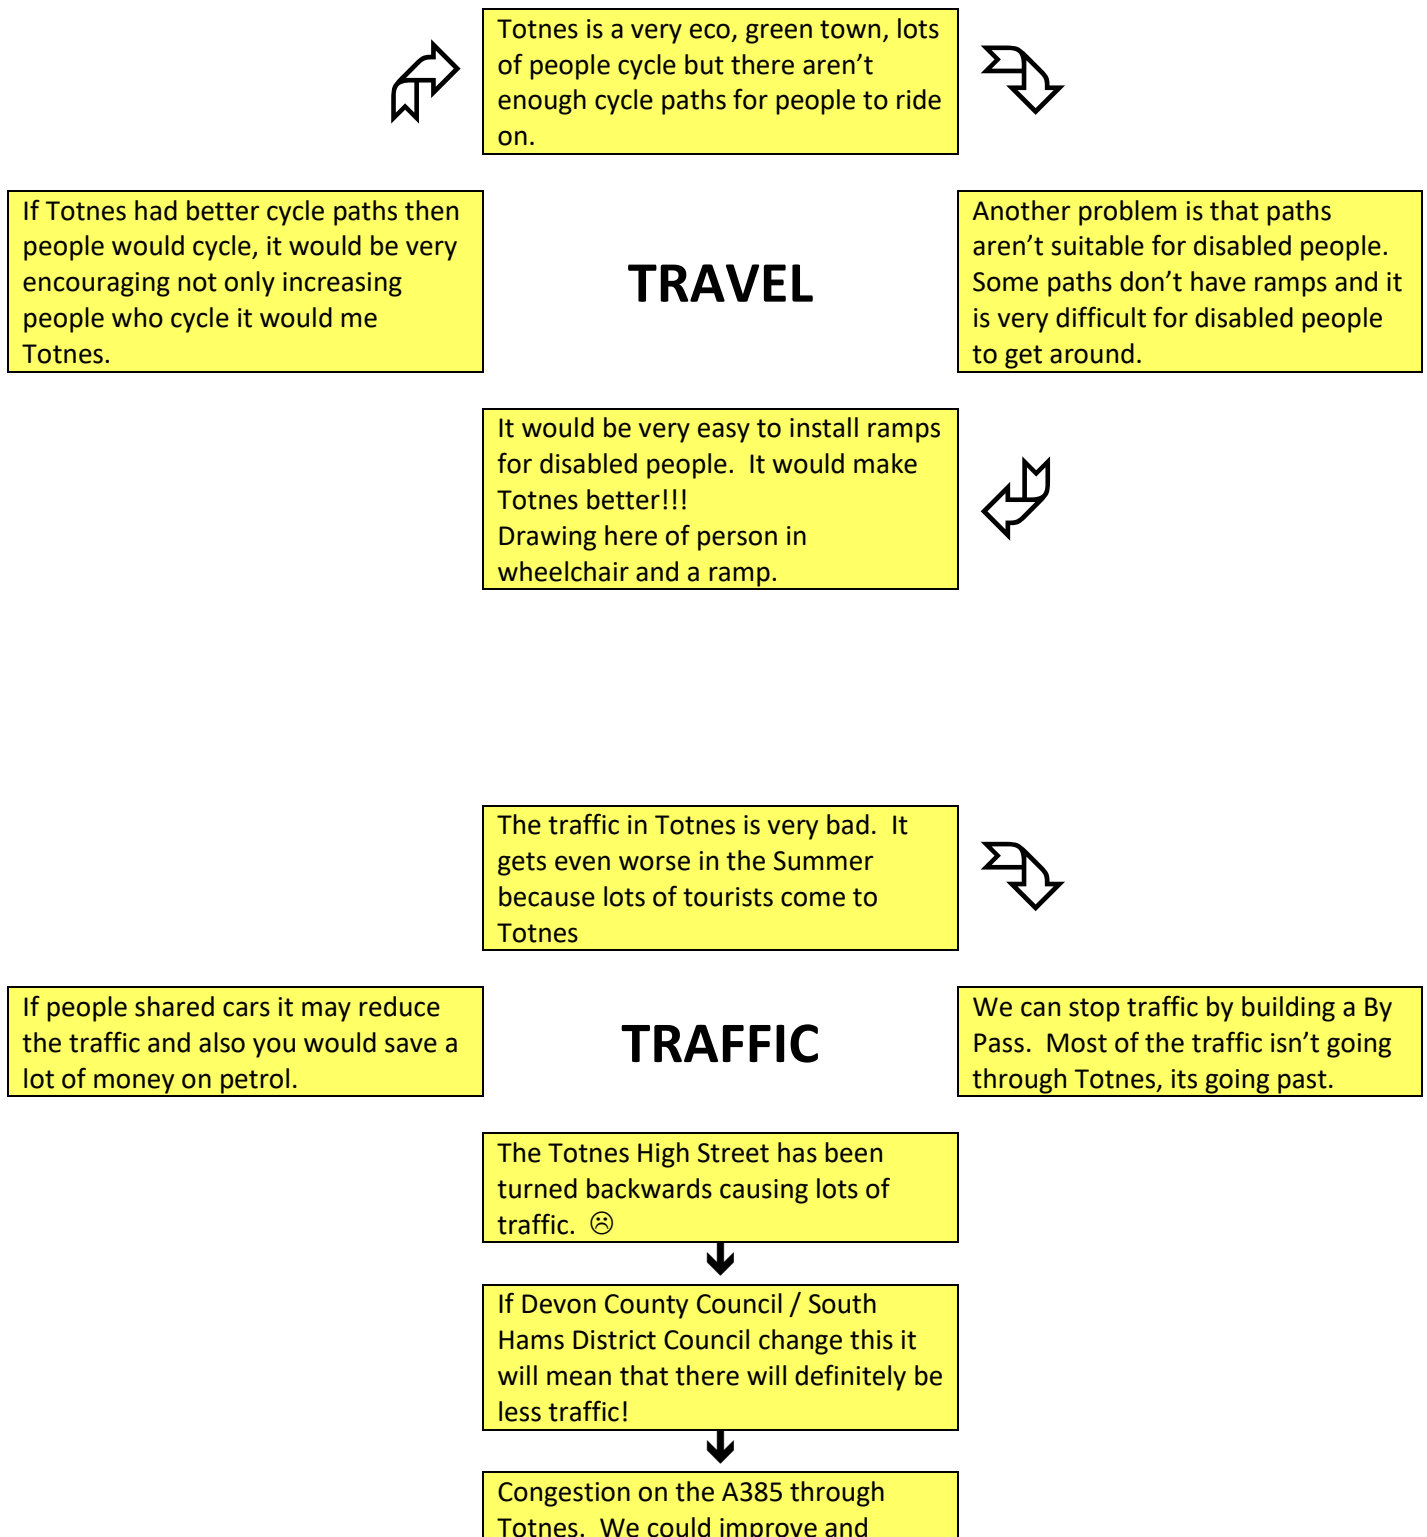 Totnes is a very eco, green town, lots
of people cycle but there aren’t
enough cycle paths for people to ride
on.
If Totnes had better cycle paths then
people would cycle, it would be very
encouraging not only increasing
people who cycle it would me
Totnes.
TRAVEL
Another problem is that paths
aren’t suitable for disabled people.
Some paths don’t have ramps and it
is very difficult for disabled people
to get around.
It would be very easy to install ramps
for disabled people.  It would make
Totnes better!!!
Drawing here of person in
wheelchair and a ramp.
The traffic in Totnes is very bad.  It
gets even worse in the Summer
because lots of tourists come to
Totnes
If people shared cars it may reduce
the traffic and also you would save a
lot of money on petrol.
TRAFFIC
We can stop traffic by building a By
Pass.  Most of the traffic isn’t going
through Totnes, its going past.
The Totnes High Street has been
turned backwards causing lots of
traffic.  ☹
If Devon County Council / South
Hams District Council change this it
will mean that there will definitely be
less traffic!
Congestion on the A385 through
Totnes.  We could improve and